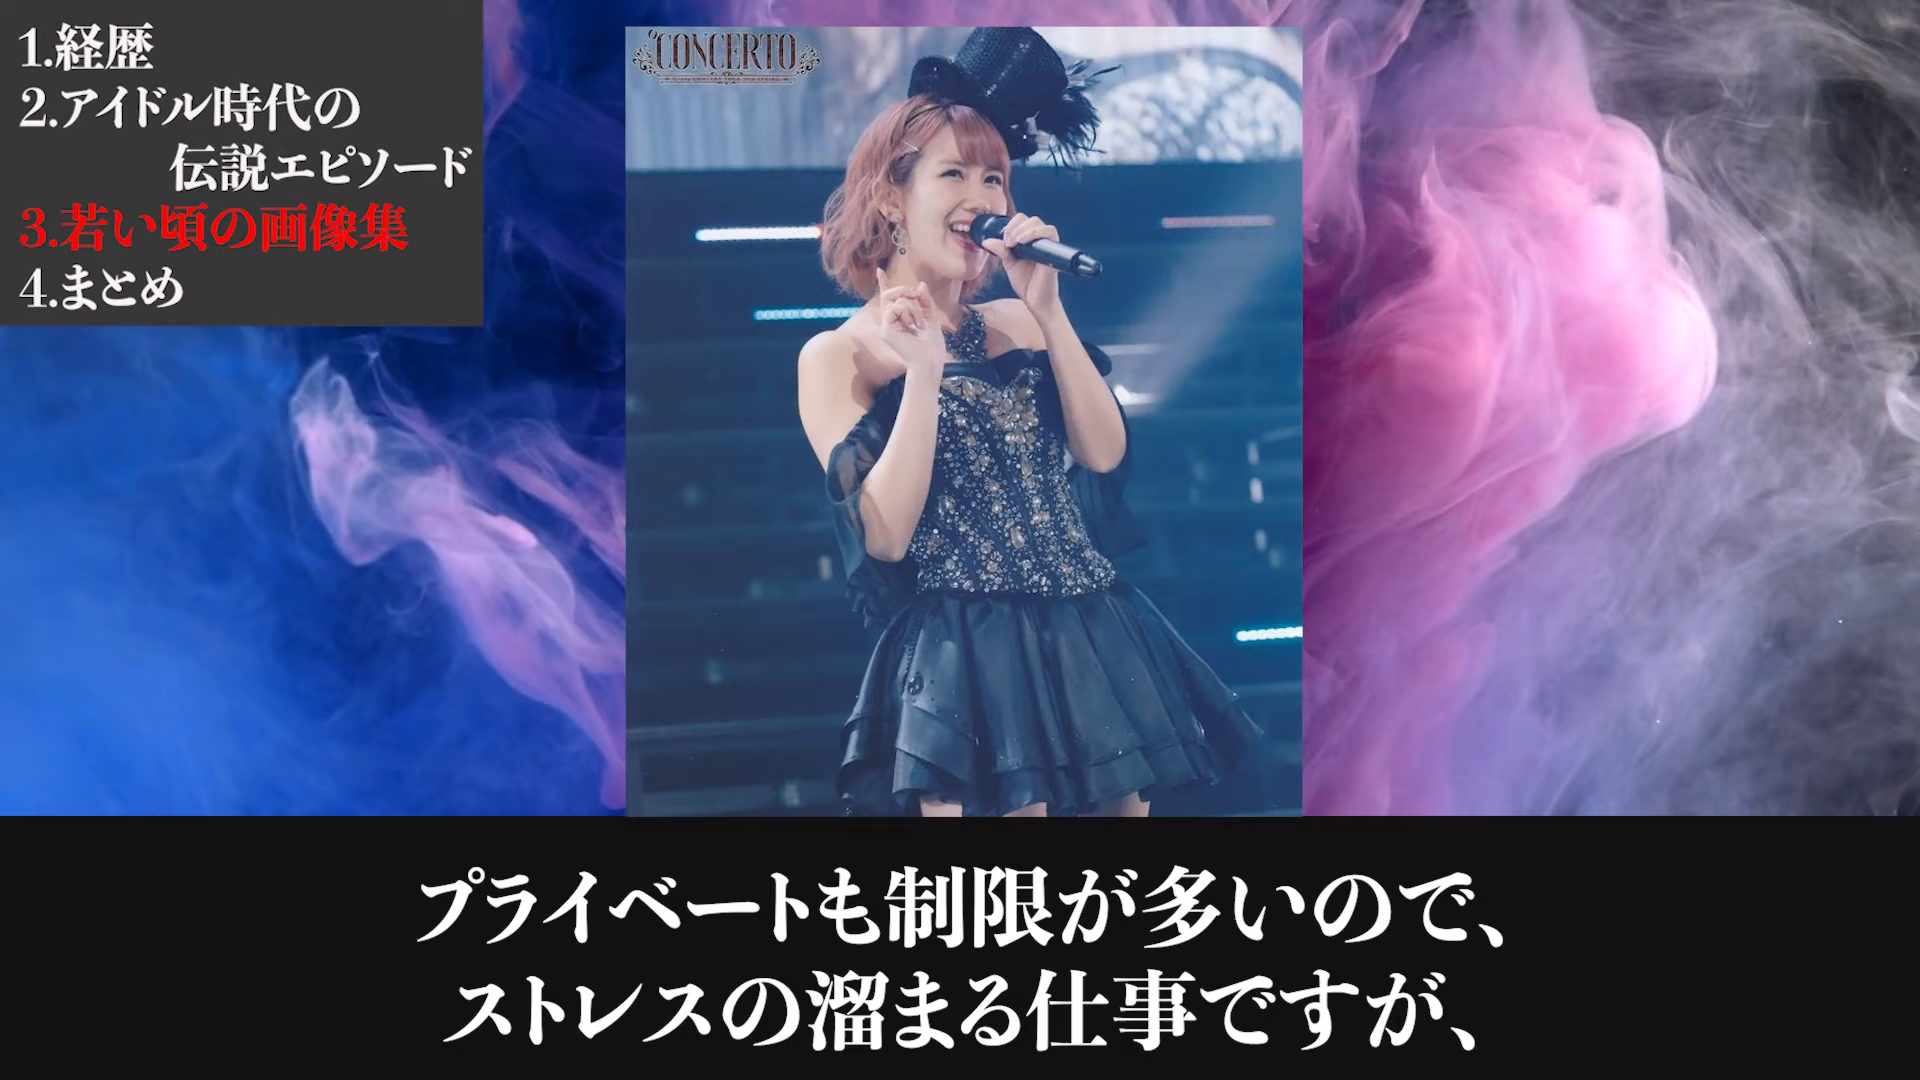 1.経歴
2.アイドル時代の
伝説エピソード
3.若い頃の画像集
4.まとめ
℃ONCERTO
プライベートも制限が多いので、
ストレスの溜まる仕事ですが、